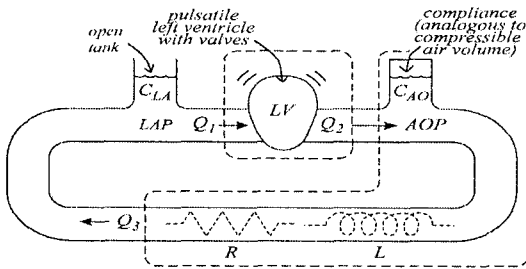 open
tank
pulsatile
left ventricle
with valves
compliance
(analogous to
compressible
air volume)
C_LA
LV
C_AO
LAP
Q_1
Q_2
AOP
Q_3
R
L